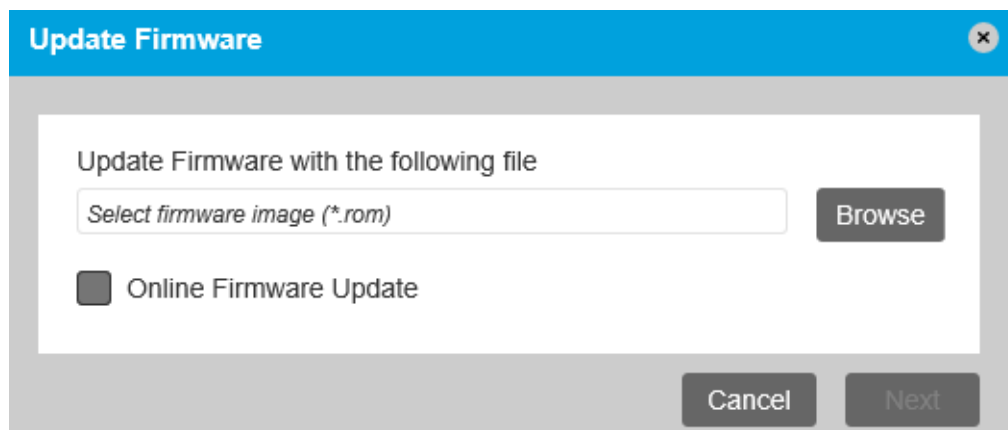 Update Firmware
Update Firmware with the following file
Select firmware image (*.rom)
Browse
Online Firmware Update
Cancel
Next